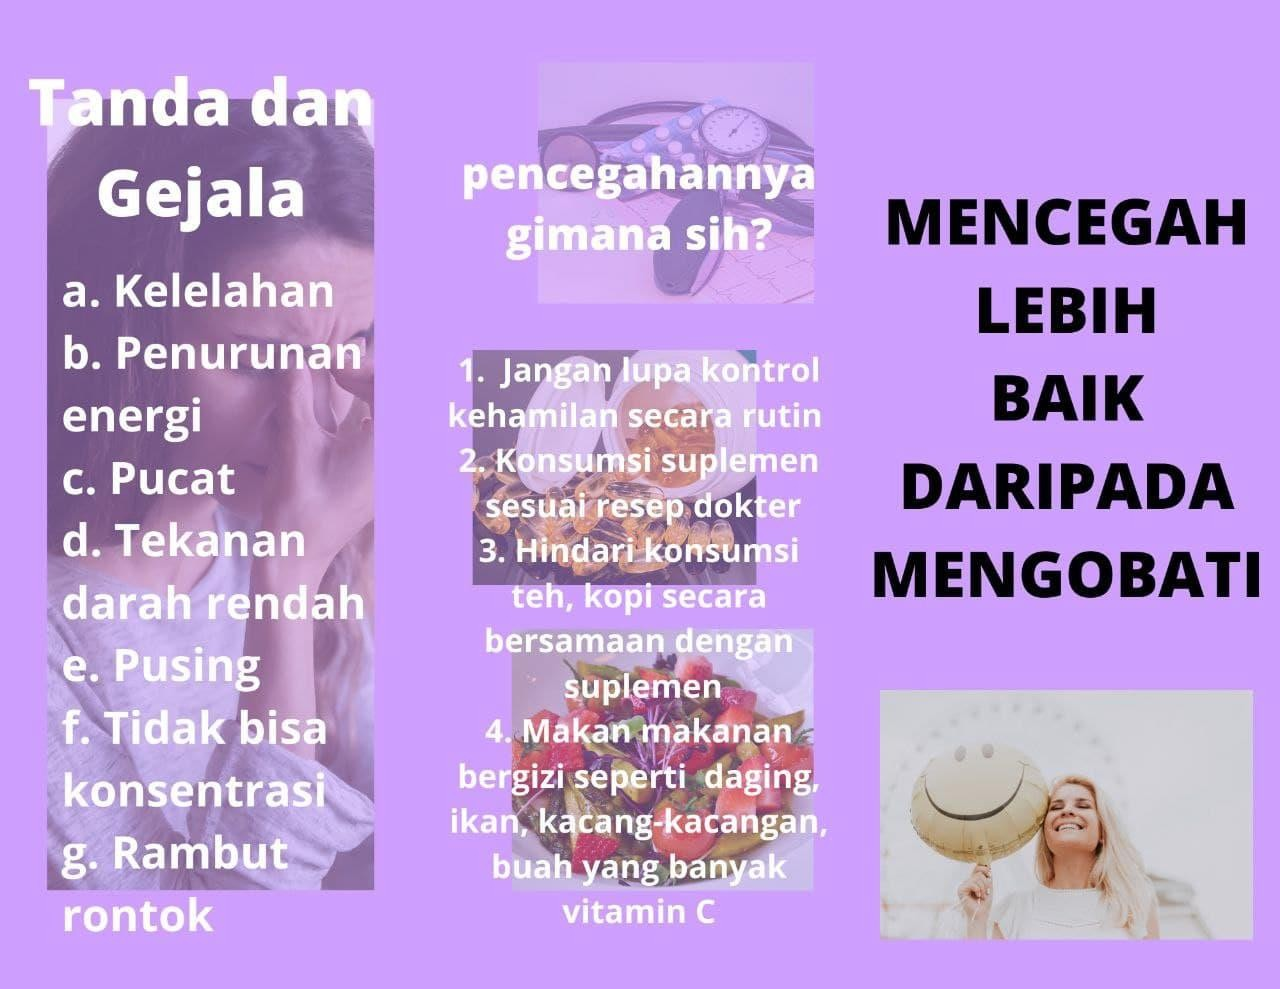 Tanda dan
Gejala
a. Kelelahan
b. Penurunan
energi
c. Pucat
d. Tekanan
darah rendah
e. Pusing
f. Tidak bisa
konsentrasi
g. Rambut
rontok
pencegahannya
gimana sih?
1. Jangan lupa kontrol
kehamilan secara rutin
2. Konsumsi suplemen
sesuai resep dokter
3. Hindari konsumsi
teh, kopi secara
bersamaan dengan
suplemen
4. Makan makanan
bergizi seperti daging,
ikan, kacang-kacangan,
buah yang banyak
vitamin C
MENCEGAH
LEBIH
BAIK
DARIPADA
MENGOBATI